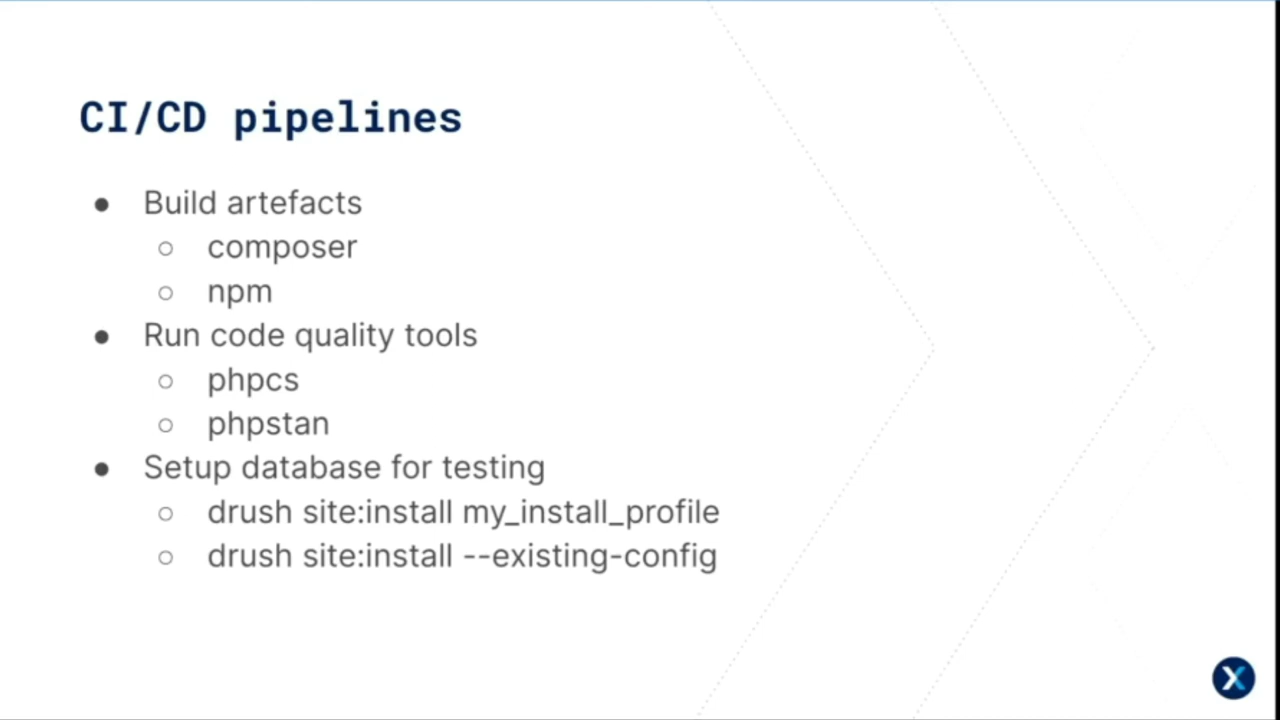 CI/CD pipelines
● Build artefacts
○ composer
○ npm
● Run code quality tools
○ phpcs
○ phpstan
● Setup database for testing
○ drush site:install my_install_profile
○ drush site:install --existing-config